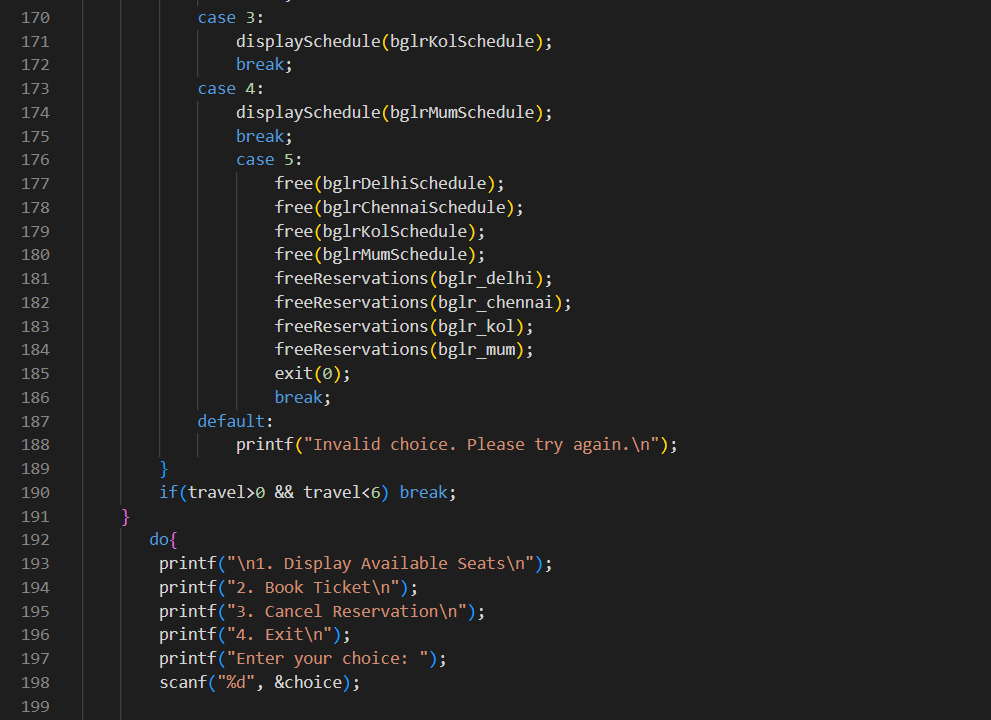 170 case 3:
171 displaySchedule(bglrKolSchedule);
172 break;
173 case 4:
174 displaySchedule(bglrMumSchedule);
175 break;
176 case 5:
177 free(bglrDelhiSchedule);
178 free(bglrChennaiSchedule);
179 free(bglrKolSchedule);
180 free(bglrMumSchedule);
181 freeReservations(bglr_delhi);
182 freeReservations(bglr_chennai);
183 freeReservations(bglr_kol);
184 freeReservations(bglr_mum);
185 exit(0);
186 break;
187 default:
188 printf("Invalid choice. Please try again.\n");
189 }
190 if(travel>0 && travel<6) break;
191 }
192 do{
193 printf("\n1. Display Available Seats\n");
194 printf("2. Book Ticket\n");
195 printf("3. Cancel Reservation\n");
196 printf("4. Exit\n");
197 printf("Enter your choice: ");
198 scanf("%d", &choice);
199